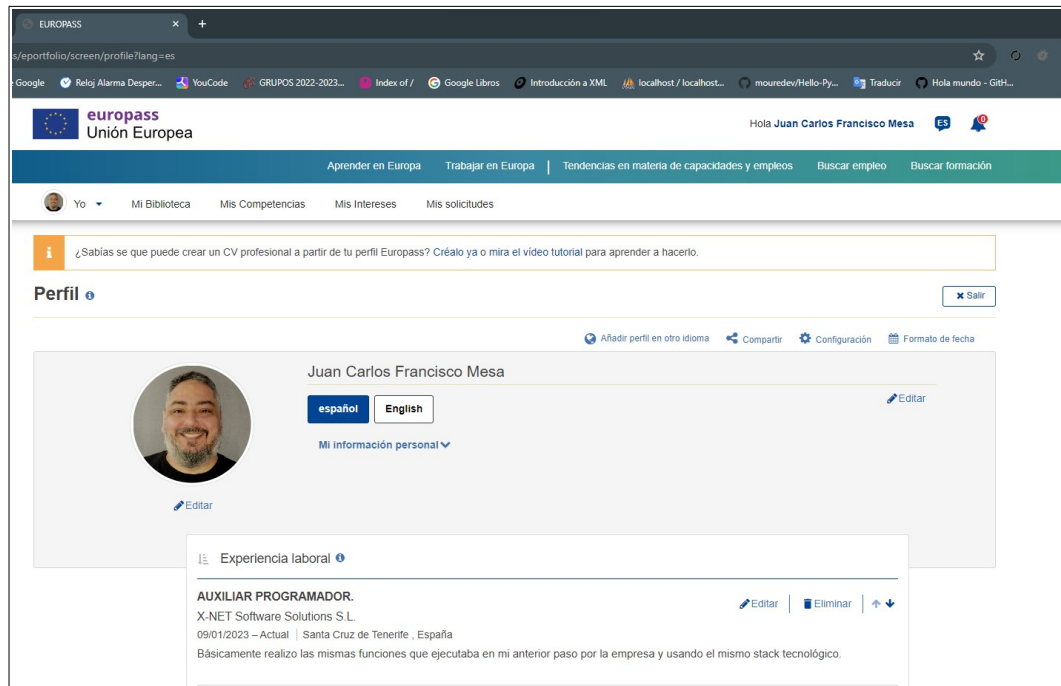 EUROPASS × +
s/eportfolio/screen/profile?lang=es
Google Reloj Alarma Desper... YouCode GRUPOS 2022-2023... Index of / Google Libros Introducción a XML localhost / localhost... mouredev/Hello-Py... Traducir Hola mundo - GitH...
europass
Unión Europea
Hola Juan Carlos Francisco Mesa ES 0
Aprender en Europa Trabajar en Europa | Tendencias en materia de capacidades y empleos Buscar empleo Buscar formación
Yo Mi Biblioteca Mis Competencias Mis Intereses Mis solicitudes
i ¿Sabías se que puede crear un CV profesional a partir de tu perfil Europass? Créalo ya o mira el vídeo tutorial para aprender a hacerlo.
Perfil i × Salir
Añadir perfil en otro idioma Compartir Configuración Formato de fecha
Juan Carlos Francisco Mesa
español English Editar
Mi información personal
Editar
Experiencia laboral i
AUXILIAR PROGRAMADOR.
Editar | Eliminar |
X-NET Software Solutions S.L.
09/01/2023 – Actual | Santa Cruz de Tenerife , España
Básicamente realizo las mismas funciones que ejecutaba en mi anterior paso por la empresa y usando el mismo stack tecnológico.